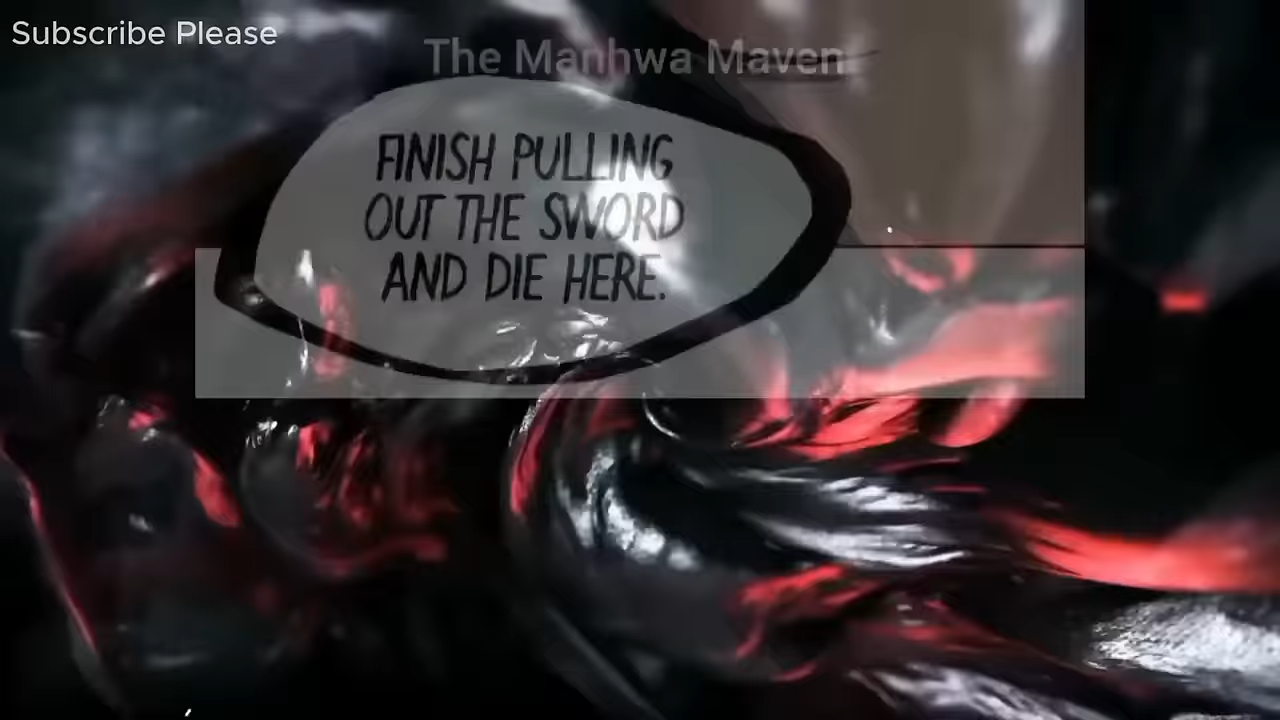 Subscribe Please
The Manhwa Maven
FINISH PULLING
OUT THE SWORD
AND DIE HERE.